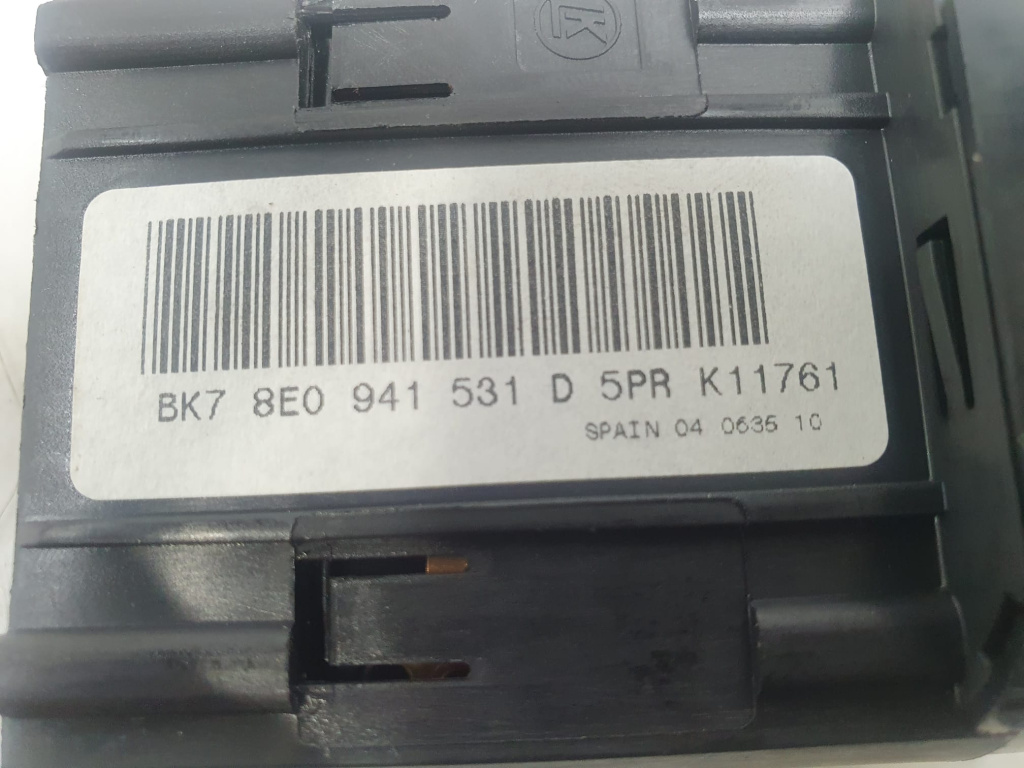 BK7 8E0 941 531 D 5PR K11761
SPAIN 04 0635 10